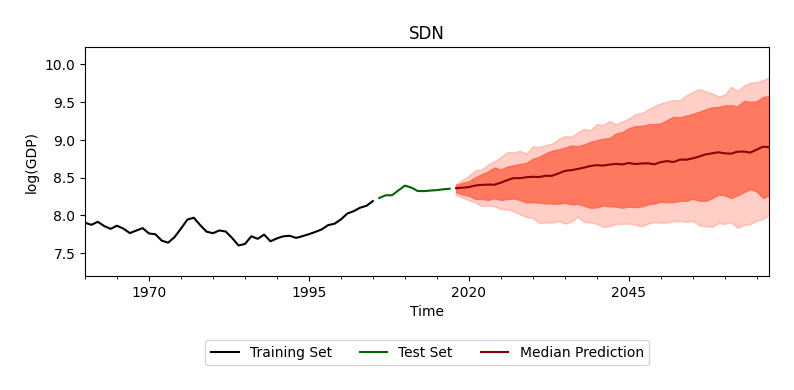 SDN
log(GDP)
10.0
9.5
9.0
8.5
8.0
7.5
1970 1995 2020 2045
Time
Training Set Test Set Median Prediction